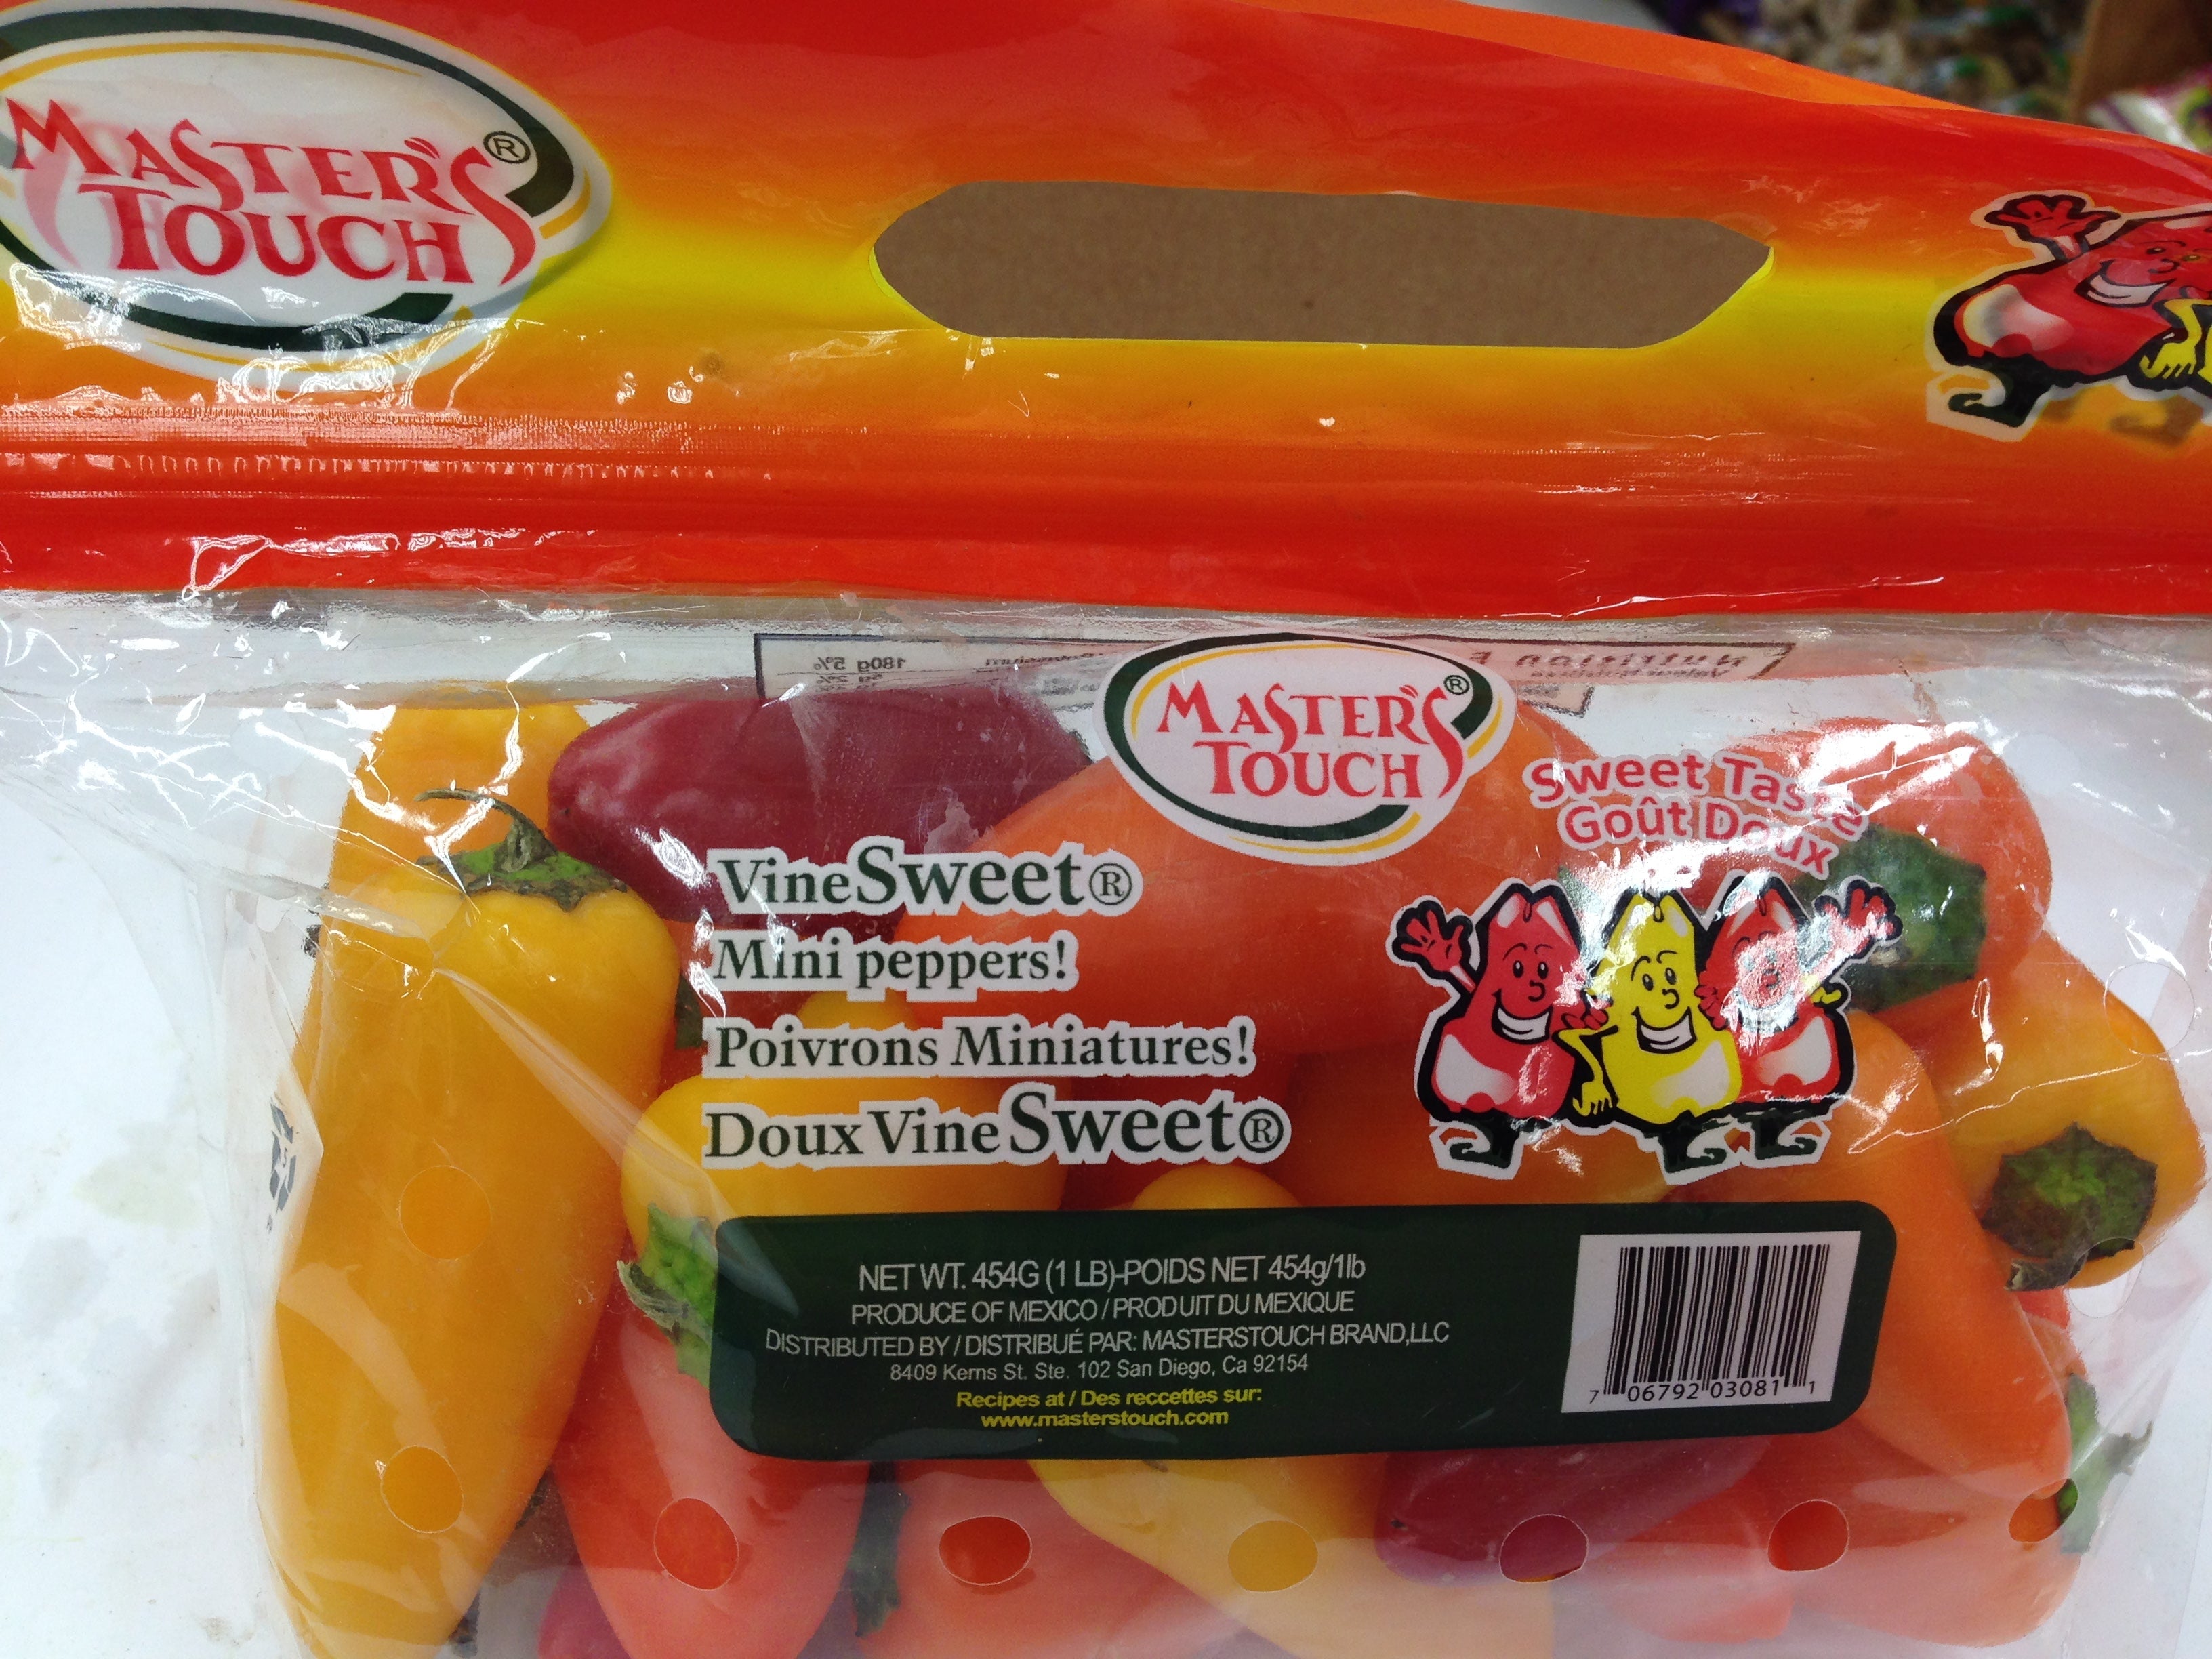 MASTER'S®
TOUCH
180g 5%
Nutrition F
MASTER'S®
TOUCH
Sweet Taste
Goût Doux
VineSweet®
Mini peppers!
Poivrons Miniatures!
Doux VineSweet®
NET WT. 454G (1 LB)-POIDS NET 454g/1lb
PRODUCE OF MEXICO / PRODUIT DU MEXIQUE
DISTRIBUTED BY / DISTRIBUÉ PAR: MASTERSTOUCH BRAND,LLC
8409 Kerns St. Ste. 102 San Diego, Ca 92154
Recipes at / Des reccettes sur:
www.masterstouch.com
7 06792 03081 1